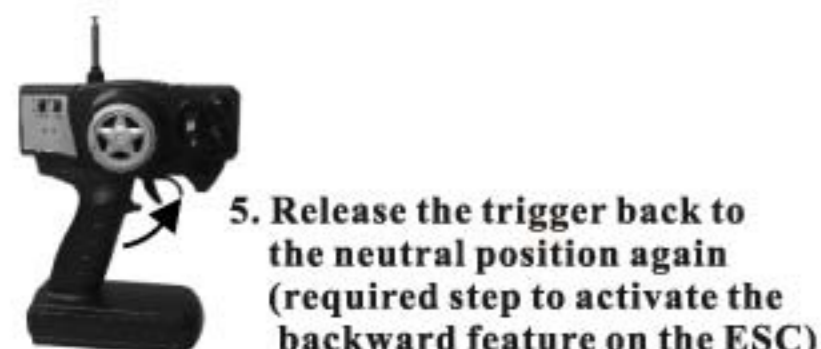 5. Release the trigger back to
the neutral position again
(required step to activate the
backward feature on the ESC)